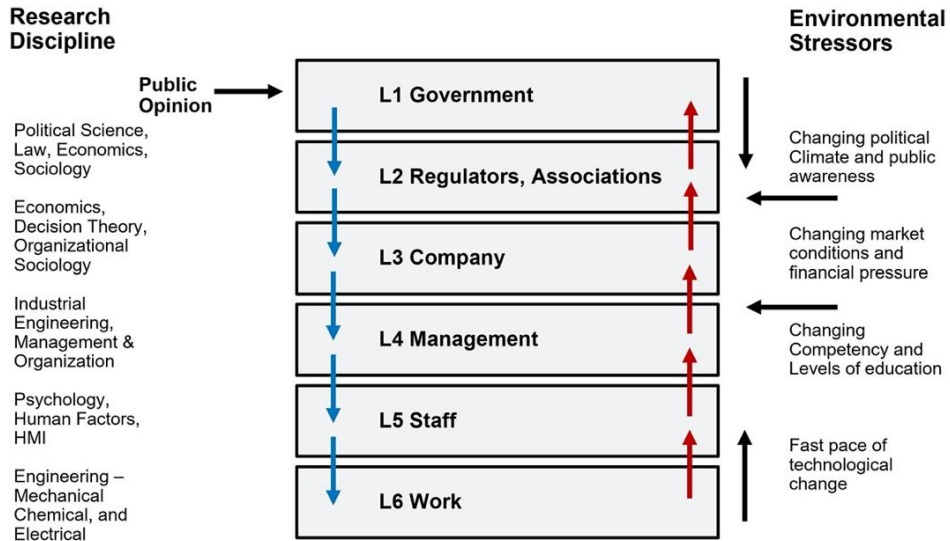 Research
Discipline
Public
Opinion
Political Science,
Law, Economics,
Sociology
Economics,
Decision Theory,
Organizational
Sociology
Industrial
Engineering,
Management &
Organization
Psychology,
Human Factors,
HMI
Engineering –
Mechanical
Chemical, and
Electrical
L1 Government
L2 Regulators, Associations
L3 Company
L4 Management
L5 Staff
L6 Work
Environmental
Stressors
Changing political
Climate and public
awareness
Changing market
conditions and
financial pressure
Changing
Competency and
Levels of education
Fast pace of
technological
change